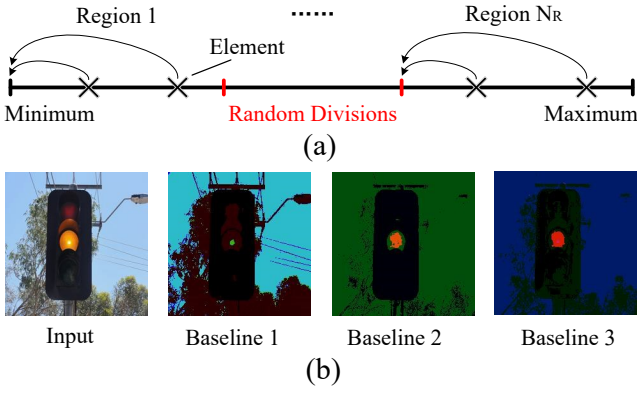 Region 1
......
Region NR
Element
Minimum
Random Divisions
Maximum
(a)
Input
Baseline 1
Baseline 2
Baseline 3
(b)